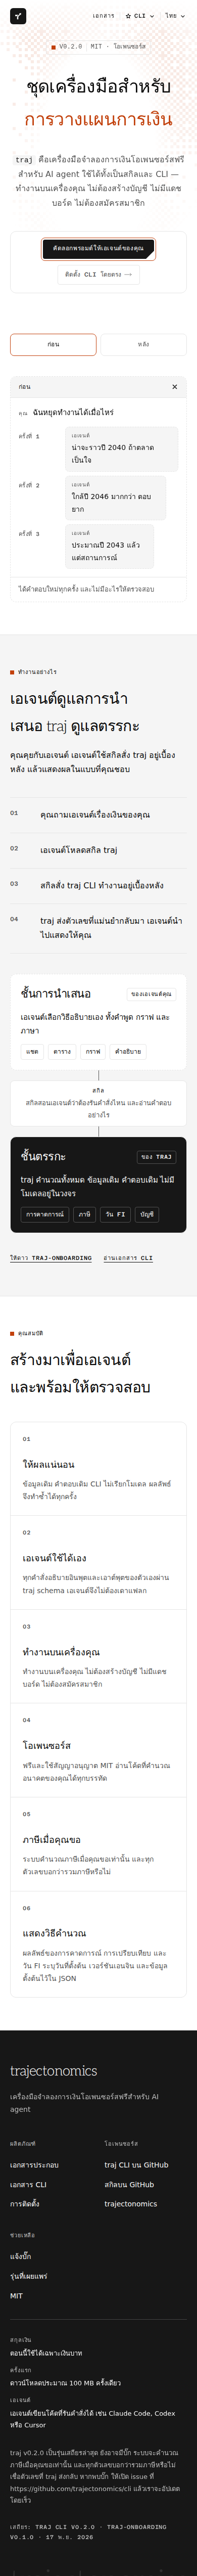 เอกสาร ☆ CLI ไทย
V0.2.0 MIT · โอเพนซอร์ส
ชุดเครื่องมือสำหรับ
การวางแผนการเงิน
traj คือเครื่องมือจำลองการเงินโอเพนซอร์สฟรี
สำหรับ AI agent ใช้ได้ทั้งเป็นสกิลและ CLI —
ทำงานบนเครื่องคุณ ไม่ต้องสร้างบัญชี ไม่มีแดช
บอร์ด ไม่ต้องสมัครสมาชิก
คัดลอกพรอมต์ให้เอเจนต์ของคุณ
ติดตั้ง CLI โดยตรง →
ก่อน หลัง
ก่อน ✕
คุณ ฉันหยุดทำงานได้เมื่อไหร่
ครั้งที่ 1
เอเจนต์
น่าจะราวปี 2040 ถ้าตลาด
เป็นใจ
ครั้งที่ 2
เอเจนต์
ใกล้ปี 2046 มากกว่า ตอบ
ยาก
ครั้งที่ 3
เอเจนต์
ประมาณปี 2043 แล้ว
แต่สถานการณ์
ได้คำตอบใหม่ทุกครั้ง และไม่มีอะไรให้ตรวจสอบ
ทำงานอย่างไร
เอเจนต์ดูแลการนำ
เสนอ traj ดูแลตรรกะ
คุณคุยกับเอเจนต์ เอเจนต์ใช้สกิลสั่ง traj อยู่เบื้อง
หลัง แล้วแสดงผลในแบบที่คุณชอบ
01 คุณถามเอเจนต์เรื่องเงินของคุณ
02 เอเจนต์โหลดสกิล traj
03 สกิลสั่ง traj CLI ทำงานอยู่เบื้องหลัง
04 traj ส่งตัวเลขที่แม่นยำกลับมา เอเจนต์นำ
ไปแสดงให้คุณ
ชั้นการนำเสนอ ของเอเจนต์คุณ
เอเจนต์เลือกวิธีอธิบายเอง ทั้งคำพูด กราฟ และ
ภาษา
แชต ตาราง กราฟ คำอธิบาย
สกิล
สกิลสอนเอเจนต์ว่าต้องรันคำสั่งไหน และอ่านคำตอบ
อย่างไร
ชั้นตรรกะ ของ TRAJ
traj คำนวณทั้งหมด ข้อมูลเดิม คำตอบเดิม ไม่มี
โมเดลอยู่ในวงจร
การคาดการณ์ ภาษี วัน FI บัญชี
ให้ดาว TRAJ-ONBOARDING อ่านเอกสาร CLI
คุณสมบัติ
สร้างมาเพื่อเอเจนต์
และพร้อมให้ตรวจสอบ
01
ให้ผลแน่นอน
ข้อมูลเดิม คำตอบเดิม CLI ไม่เรียกโมเดล ผลลัพธ์
จึงทำซ้ำได้ทุกครั้ง
02
เอเจนต์ใช้ได้เอง
ทุกคำสั่งอธิบายอินพุตและเอาต์พุตของตัวเองผ่าน
traj schema เอเจนต์จึงไม่ต้องเดาแฟลก
03
ทำงานบนเครื่องคุณ
ทำงานบนเครื่อง ไม่ต้องสร้างบัญชี ไม่มีแดช
บอร์ด ไม่ต้องสมัครสมาชิก
04
โอเพนซอร์ส
ฟรีและใช้สัญญาอนุญาต MIT อ่านโค้ดที่คำนวณ
อนาคตของคุณได้ทุกบรรทัด
05
ภาษีเมื่อคุณขอ
ระบบคำนวณภาษีเมื่อคุณขอเท่านั้น และทุก
ตัวเลขบอกว่ารวมภาษีหรือไม่
06
แสดงวิธีคำนวณ
ผลลัพธ์ของการคาดการณ์ การเปรียบเทียบ และ
วัน FI ระบุวันที่ตั้งต้น เวอร์ชันเอนจิน และข้อมูล
ตั้งต้นไว้ใน JSON
trajectonomics
เครื่องมือจำลองการเงินโอเพนซอร์สฟรีสำหรับ AI
agent
ผลิตภัณฑ์ โอเพนซอร์ส
เอกสารประกอบ traj CLI บน GitHub
เอกสาร CLI สกิลบน GitHub
การติดตั้ง trajectonomics
ช่วยเหลือ
แจ้งบั๊ก
รุ่นที่เผยแพร่
MIT
สกุลเงิน
ตอนนี้ใช้ได้เฉพาะเงินบาท
ครั้งแรก
ดาวน์โหลดประมาณ 100 MB ครั้งเดียว
เอเจนต์
เอเจนต์เขียนโค้ดที่รันคำสั่งได้ เช่น Claude Code, Codex
หรือ Cursor
traj v0.2.0 เป็นรุ่นเสถียรล่าสุด ยังอาจมีบั๊ก ระบบจะคำนวณ
ภาษีเมื่อคุณขอเท่านั้น และทุกตัวเลขบอกว่ารวมภาษีหรือไม่
เชื่อตัวเลขที่ traj ส่งกลับ หากพบบั๊ก ให้เปิด issue ที่
https://github.com/trajectonomics/cli แล้วเราจะอัปเดต
โดยเร็ว
เสถียร: TRAJ CLI V0.2.0 · TRAJ-ONBOARDING
V0.1.0 · 17 พ.ย. 2026